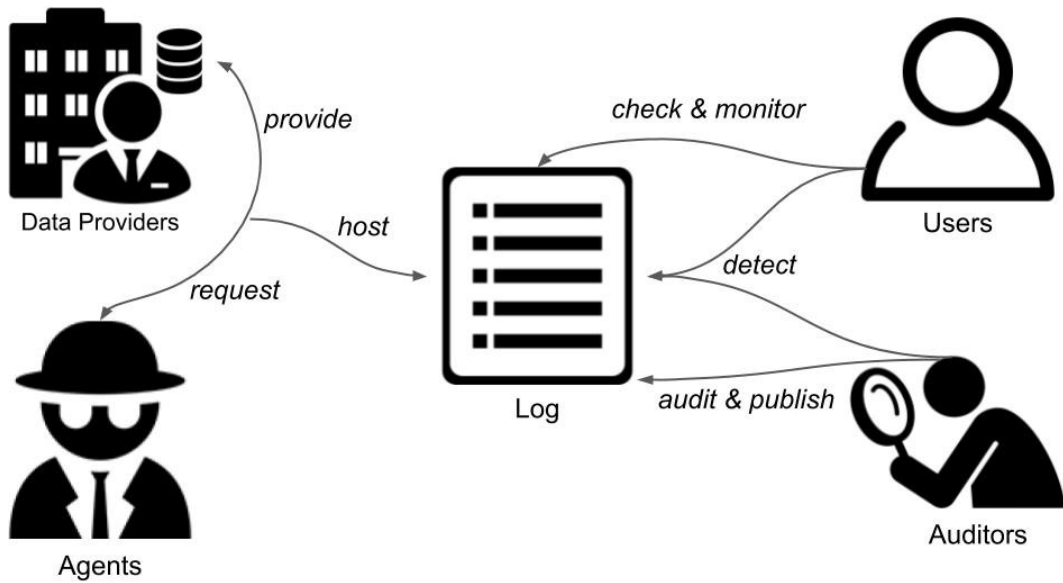 provide
Data Providers
host
request
Agents
check & monitor
Users
Log
detect
audit & publish
Auditors